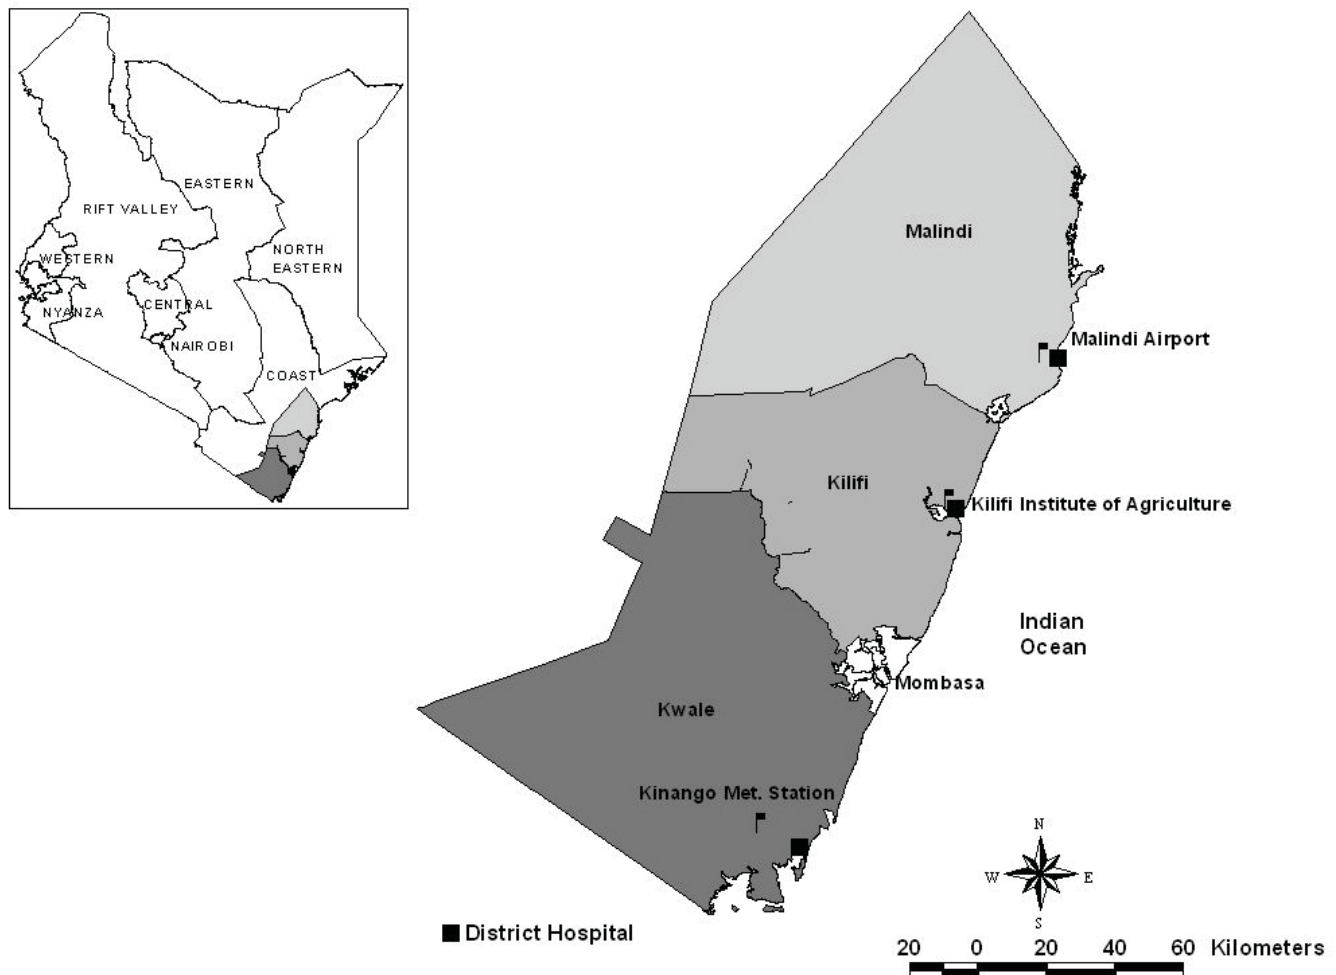 EASTERN
RIFT VALLEY
NORTH
EASTERN
WESTERN
NYANZA
CENTRAL
NAIROBI
COAST
Malindi
Malindi Airport
Kilifi
Kilifi Institute of Agriculture
Indian
Ocean
Mombasa
Kwale
Kinango Met. Station
N
W E
S
District Hospital
20 0 20 40 60 Kilometers